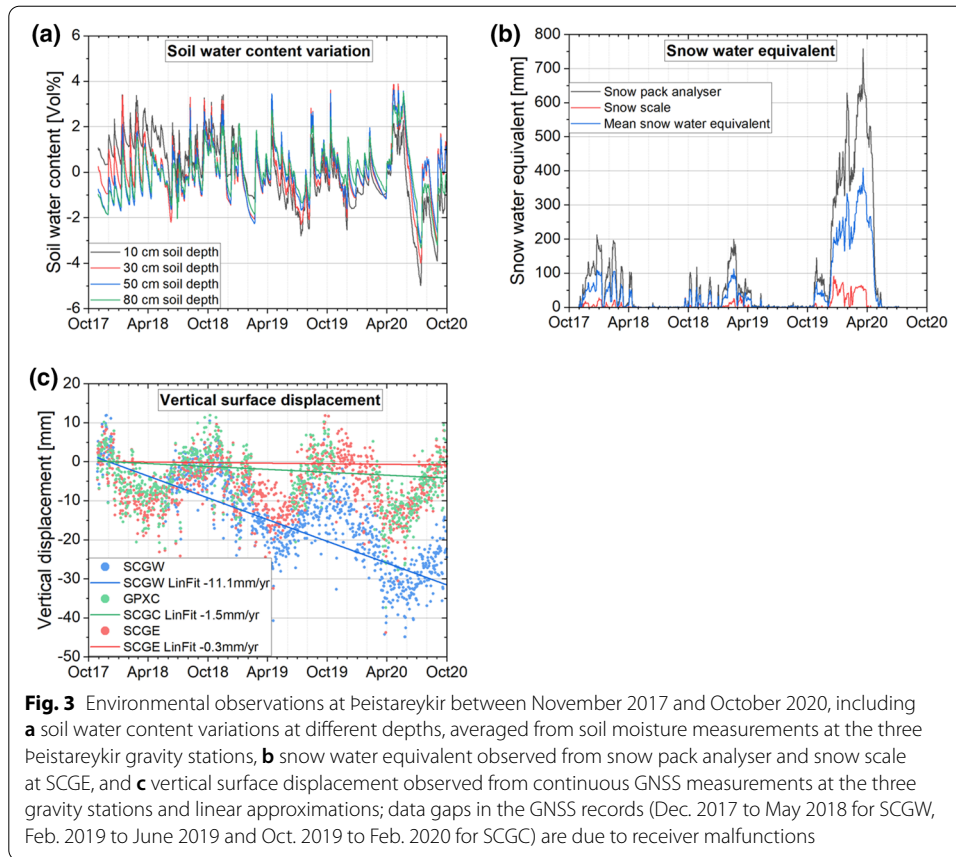 (a)
Soil water content variation
Soil water content [Vol%]
6
4
2
0
-2
-4
-6
10 cm soil depth
30 cm soil depth
50 cm soil depth
80 cm soil depth
Oct17 Apr18 Oct18 Apr19 Oct19 Apr20 Oct20
(b)
Snow water equivalent
Snow water equivalent [mm]
800
700
600
500
400
300
200
100
0
Snow pack analyser
Snow scale
Mean snow water equivalent
Oct17 Apr18 Oct18 Apr19 Oct19 Apr20 Oct20
(c)
Vertical surface displacement
Vertical displacement [mm]
20
10
0
-10
-20
-30
-40
-50
SCGW
SCGW LinFit -11.1mm/yr
GPXC
SCGC LinFit -1.5mm/yr
SCGE
SCGE LinFit -0.3mm/yr
Oct17 Apr18 Oct18 Apr19 Oct19 Apr20 Oct20
Fig. 3 Environmental observations at Þeistareykir between November 2017 and October 2020, including
a soil water content variations at different depths, averaged from soil moisture measurements at the three
Þeistareykir gravity stations, b snow water equivalent observed from snow pack analyser and snow scale
at SCGE, and c vertical surface displacement observed from continuous GNSS measurements at the three
gravity stations and linear approximations; data gaps in the GNSS records (Dec. 2017 to May 2018 for SCGW,
Feb. 2019 to June 2019 and Oct. 2019 to Feb. 2020 for SCGC) are due to receiver malfunctions